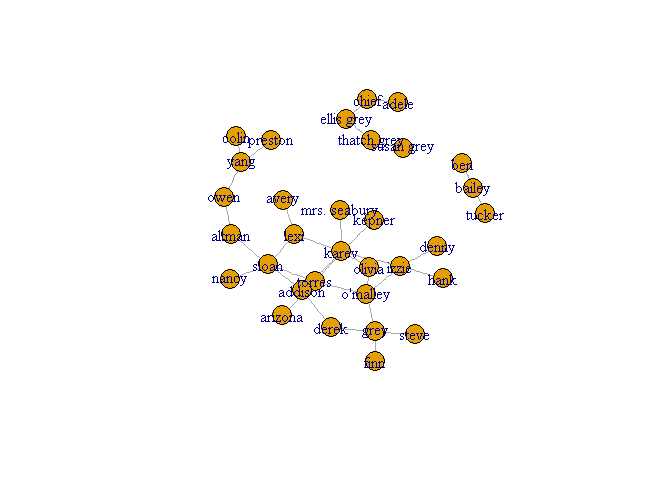 chief
adele
ellis grey
colin
preston
thatch grey
susan grey
yang
ben
bailey
owen
avery
mrs. seabury
tucker
kepner
altman
lexi
denny
karev
sloan
olivia
izzie
nancy
torres
hank
addison
o'malley
arizona
derek
grey
steve
finn